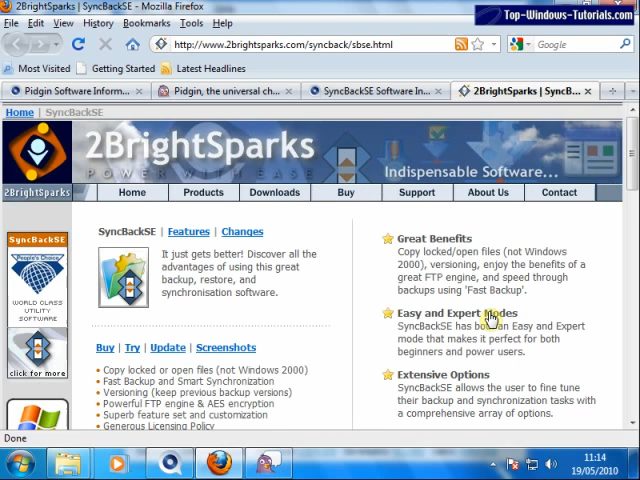 2BrightSparks | SyncBackSE - Mozilla Firefox
Top-Windows-Tutorials.com
File Edit View History Bookmarks Tools Help
http://www.2brightsparks.com/syncback/sbse.html
Google
Most Visited Getting Started Latest Headlines
Pidgin Software Inform...
Pidgin, the universal ch...
SyncBackSE Software In...
2BrightSparks | SyncB...
Home | SyncBackSE
2BrightSparks
POWER WITH EASE
Indispensable Software...
2BrightSparks
Home Products Downloads Buy Support About Us Contact
SyncBackSE
People's Choice
WORLD CLASS
UTILITY
SOFTWARE
click for more
SyncBackSE | Features | Changes
It just gets better! Discover all the
advantages of using this great
backup, restore, and
synchronisation software.
Buy | Try | Update | Screenshots
Copy locked or open files (not Windows 2000)
Fast Backup and Smart Synchronization
Versioning (keep previous backup versions)
Powerful FTP engine & AES encryption
Superb feature set and customization
Generous Licensing Policy
Great Benefits
Copy locked/open files (not Windows
2000), versioning, enjoy the benefits of a
great FTP engine, and speed through
backups using 'Fast Backup'.
Easy and Expert Modes
SyncBackSE has both an Easy and Expert
mode that makes it perfect for both
beginners and power users.
Extensive Options
SyncBackSE allows the user to fine tune
their backup and synchronization tasks with
a comprehensive array of options.
Done
11:14
19/05/2010